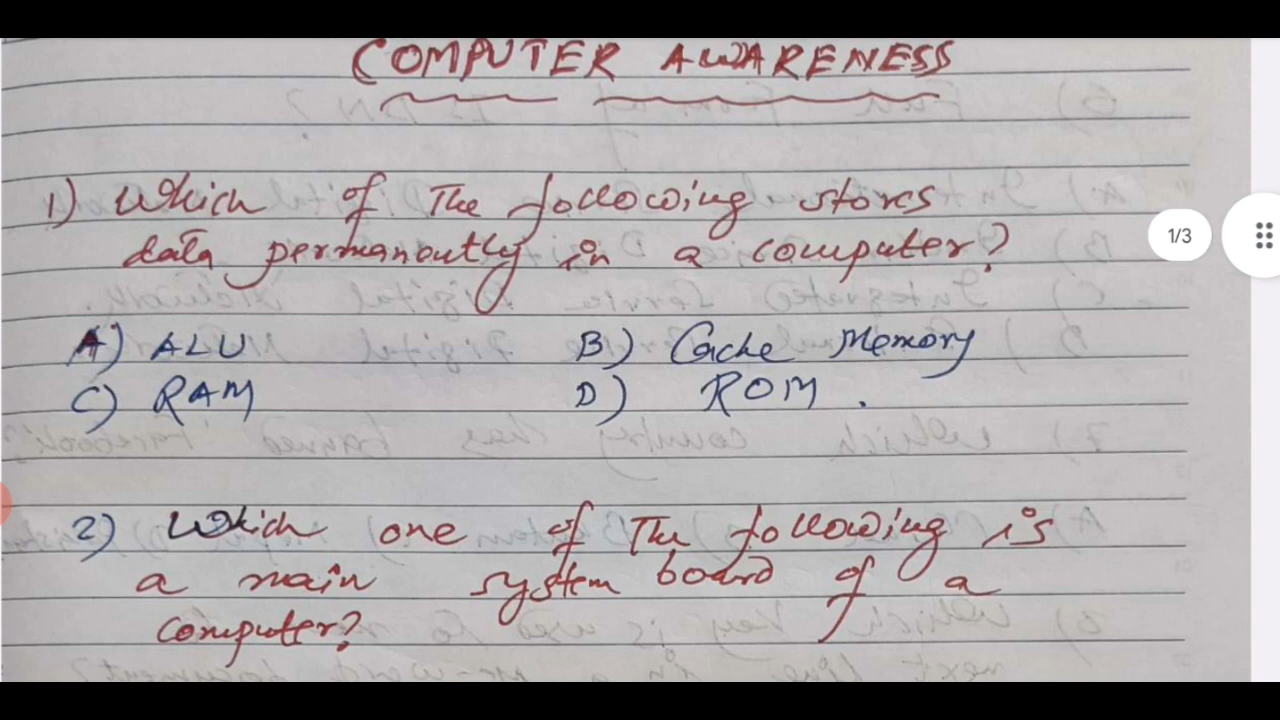 COMPUTER AWARENESS
1) Which of The following stores
data permanently in a computer?
1/3
A) ALU B) Cache Memory
C) RAM D) ROM.
2) Which one of The following is
a main system board of a
computer?